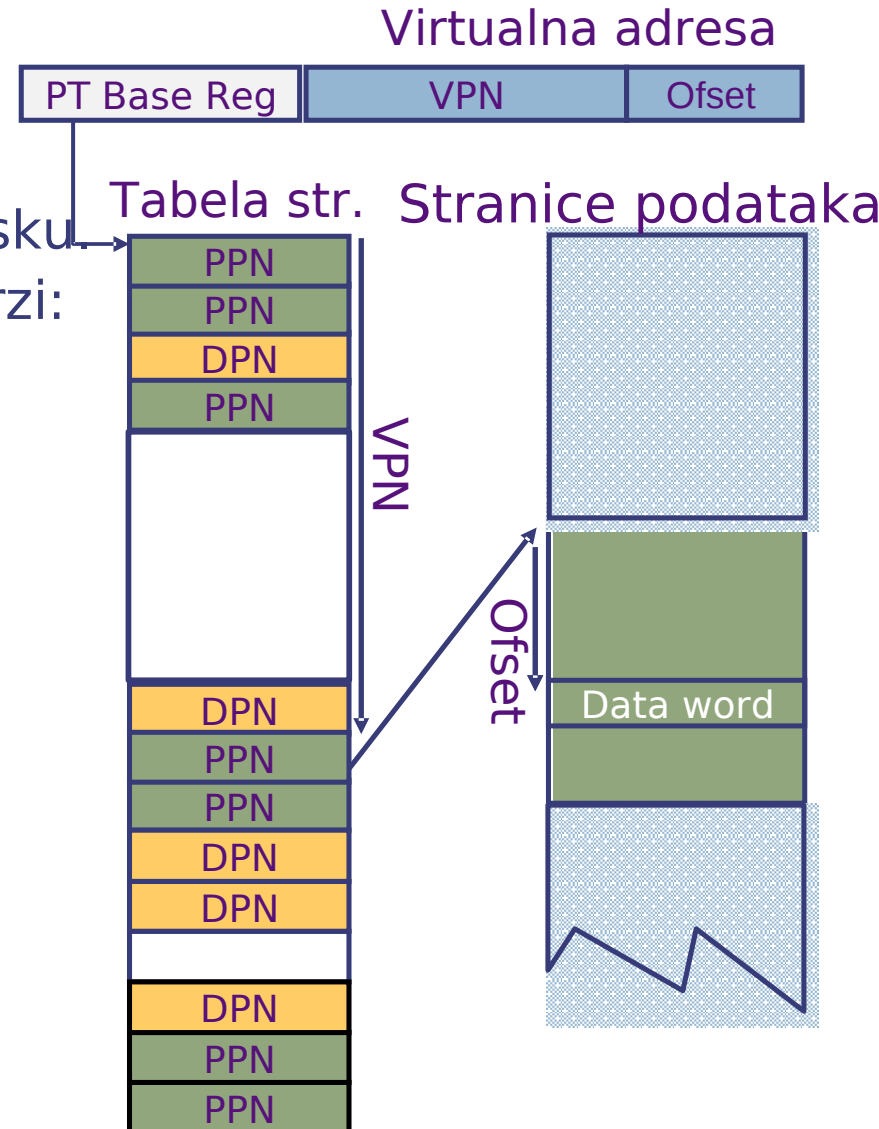 Virtualna adresa
PT Base Reg VPN Ofset
Tabela str.
Stranice podataka
PPN
PPN
DPN
PPN
VPN
DPN
PPN
PPN
DPN
DPN
DPN
PPN
PPN
Ofset
Data word